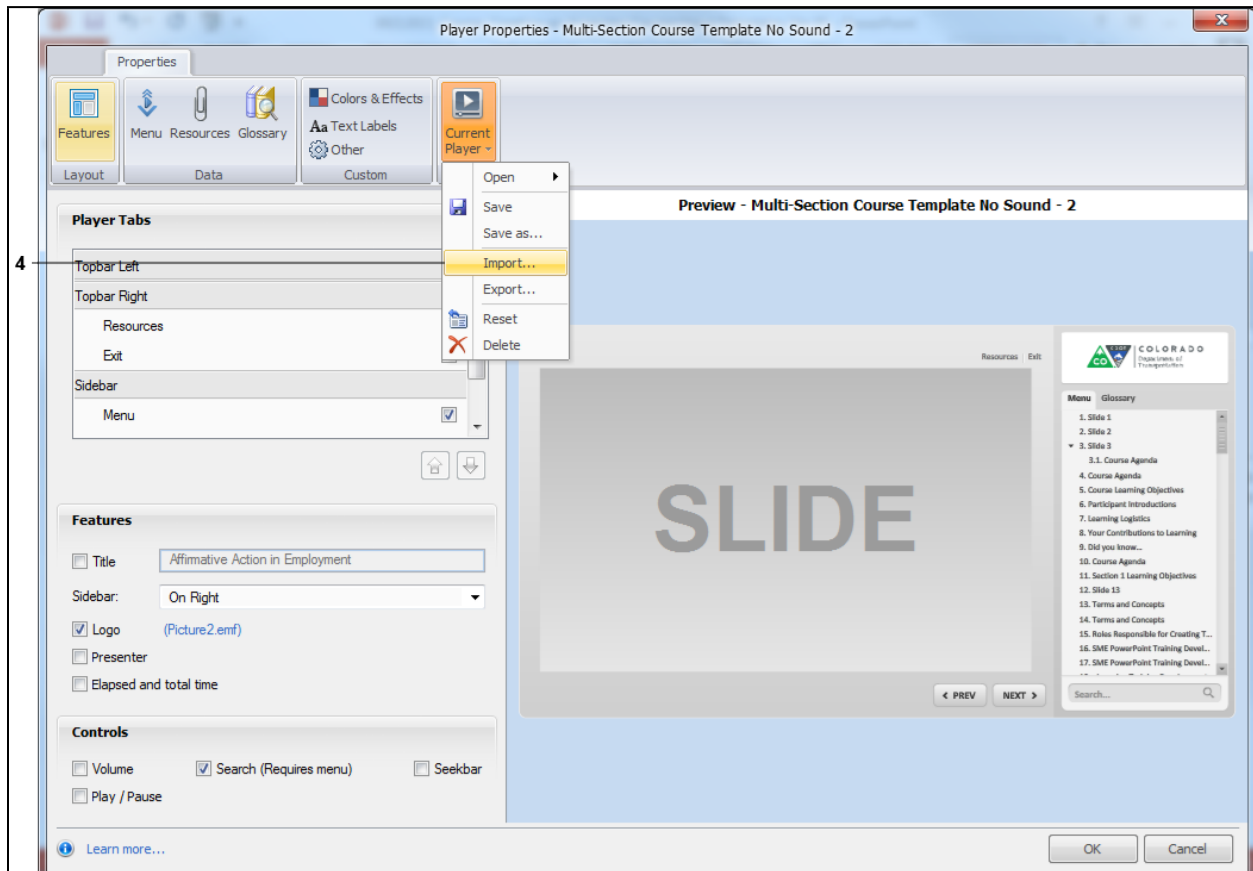 Player Properties - Multi-Section Course Template No Sound - 2
Properties
Features
Menu
Resources
Glossary
Colors & Effects
Aa Text Labels
Other
Current Player
Layout
Data
Custom
Open
Save
Save as...
Import...
Export...
Reset
Delete
4
Player Tabs
Topbar Left
Topbar Right
Resources
Exit
Sidebar
Menu
Features
Title
Affirmative Action in Employment
Sidebar:
On Right
Logo
(Picture2.emf)
Presenter
Elapsed and total time
Controls
Volume
Search (Requires menu)
Seekbar
Play / Pause
Preview - Multi-Section Course Template No Sound - 2
Resources
Exit
SLIDE
PREV
NEXT
CO
COLORADO
Department of
Transportation
Menu
Glossary
1. Slide 1
2. Slide 2
3. Slide 3
3.1. Course Agenda
4. Course Agenda
5. Course Learning Objectives
6. Participant Introductions
7. Learning Logistics
8. Your Contributions to Learning
9. Did you know...
10. Course Agenda
11. Section 1 Learning Objectives
12. Slide 13
13. Terms and Concepts
14. Terms and Concepts
15. Roles Responsible for Creating T...
16. SME PowerPoint Training Devel...
17. SME PowerPoint Training Devel...
Search...
Learn more...
OK
Cancel